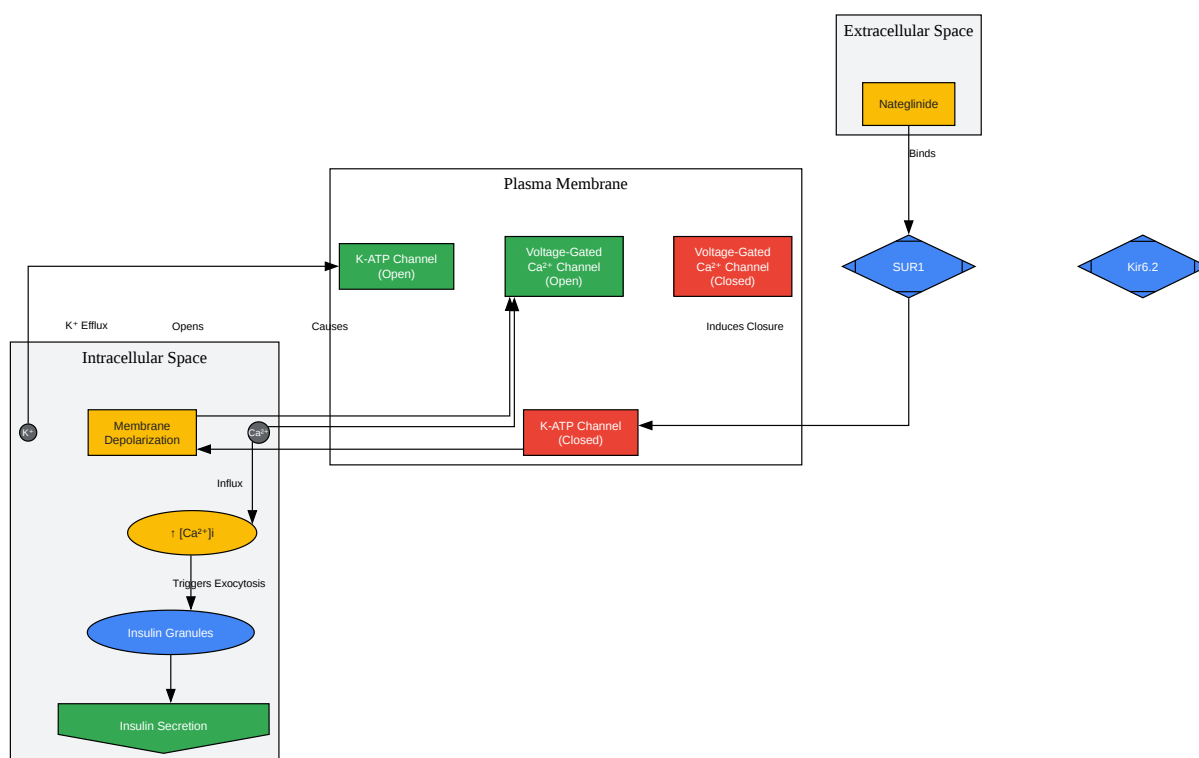 Extracellular Space
Nateglinide
Binds
Plasma Membrane
K-ATP Channel
(Open)
Voltage-Gated
Ca²⁺ Channel
(Open)
Voltage-Gated
Ca²⁺ Channel
(Closed)
SUR1
Kir6.2
K⁺ Efflux
Opens
Causes
Induces Closure
Intracellular Space
K⁺
Membrane
Depolarization
Ca²⁺
K-ATP Channel
(Closed)
Influx
↑ [Ca²⁺]i
Triggers Exocytosis
Insulin Granules
Insulin Secretion